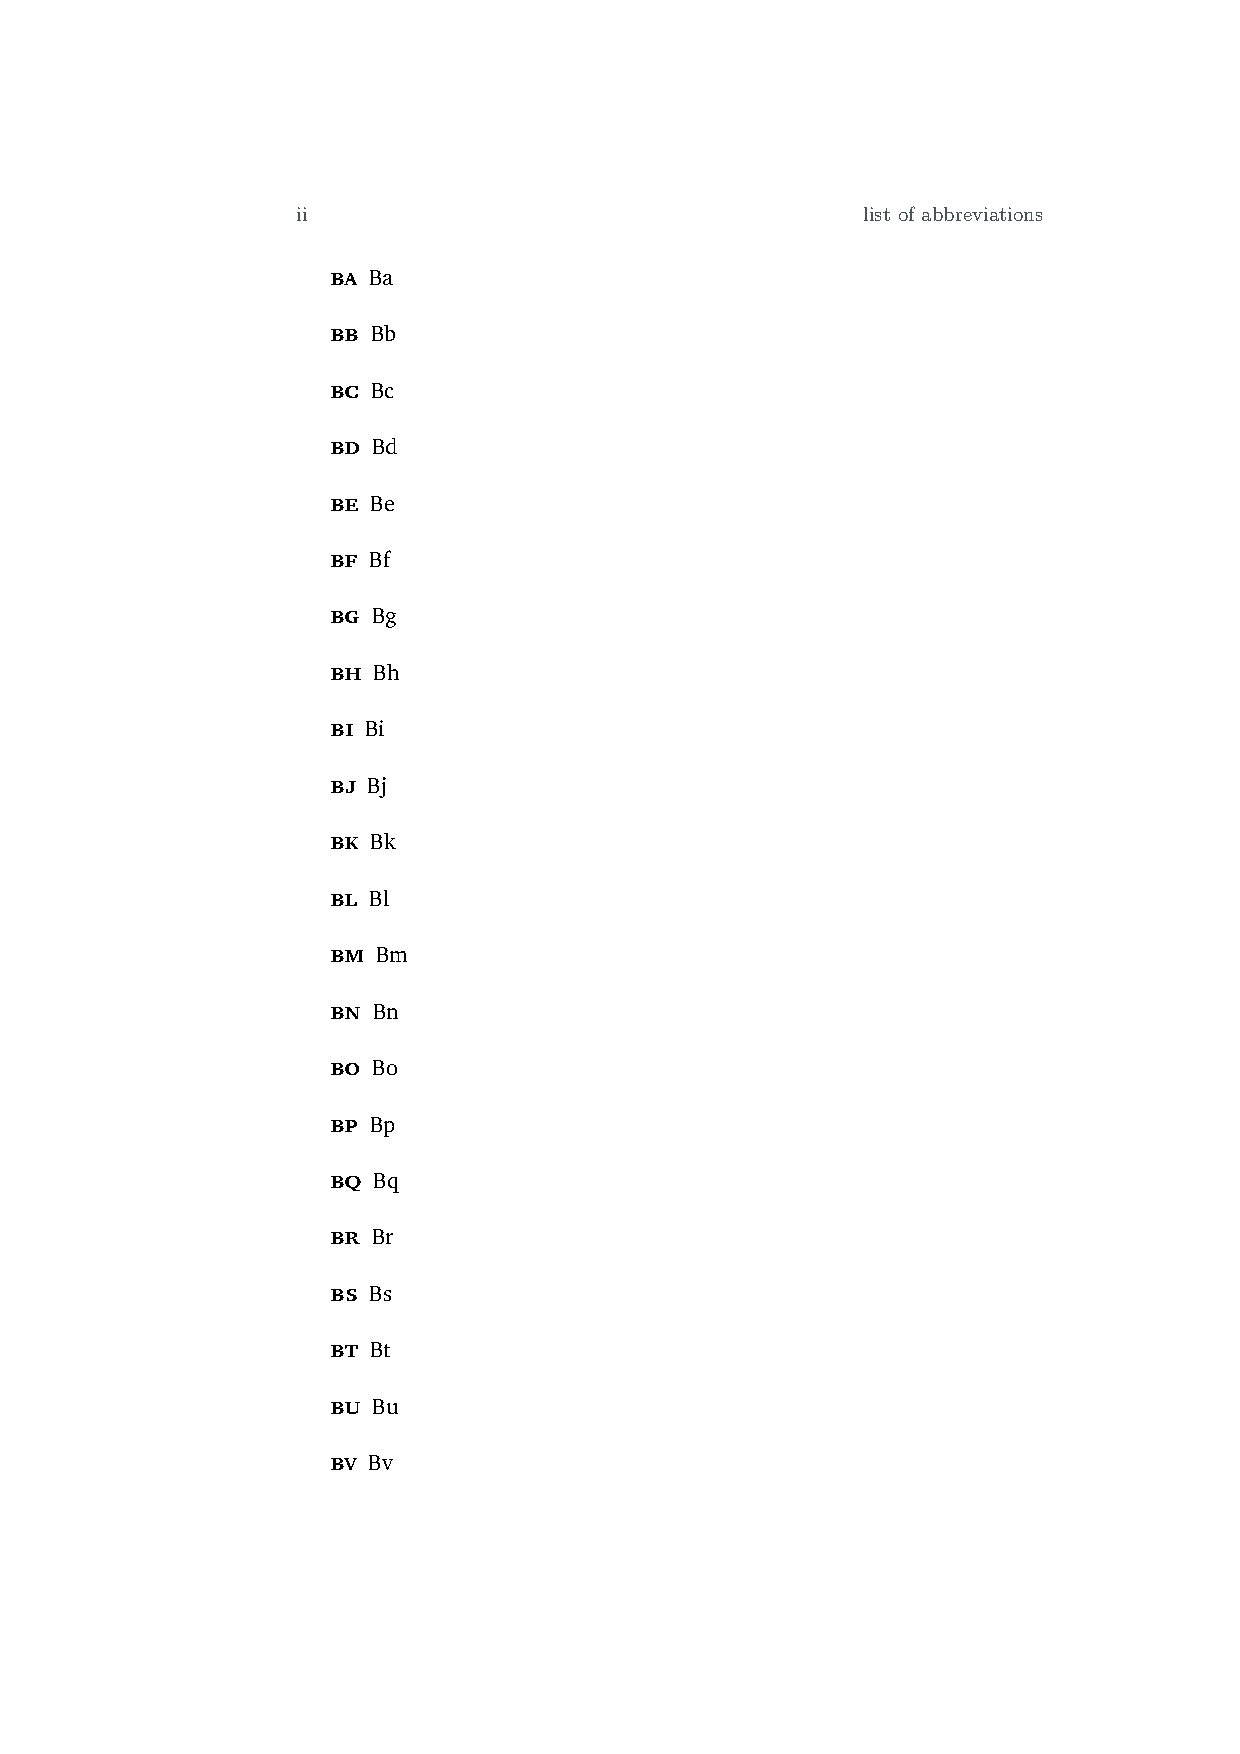 ii list of abbreviations
BA Ba
BB Bb
BC Bc
BD Bd
BE Be
BF Bf
BG Bg
BH Bh
BI Bi
BJ Bj
BK Bk
BL Bl
BM Bm
BN Bn
BO Bo
BP Bp
BQ Bq
BR Br
BS Bs
BT Bt
BU Bu
BV Bv